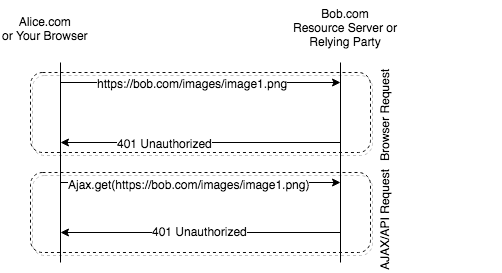 Alice.com
or Your Browser
Bob.com
Resource Server or
Relying Party
https://bob.com/images/image1.png
401 Unauthorized
Browser Request
Ajax.get(https://bob.com/images/image1.png)
401 Unauthorized
AJAX/API Request